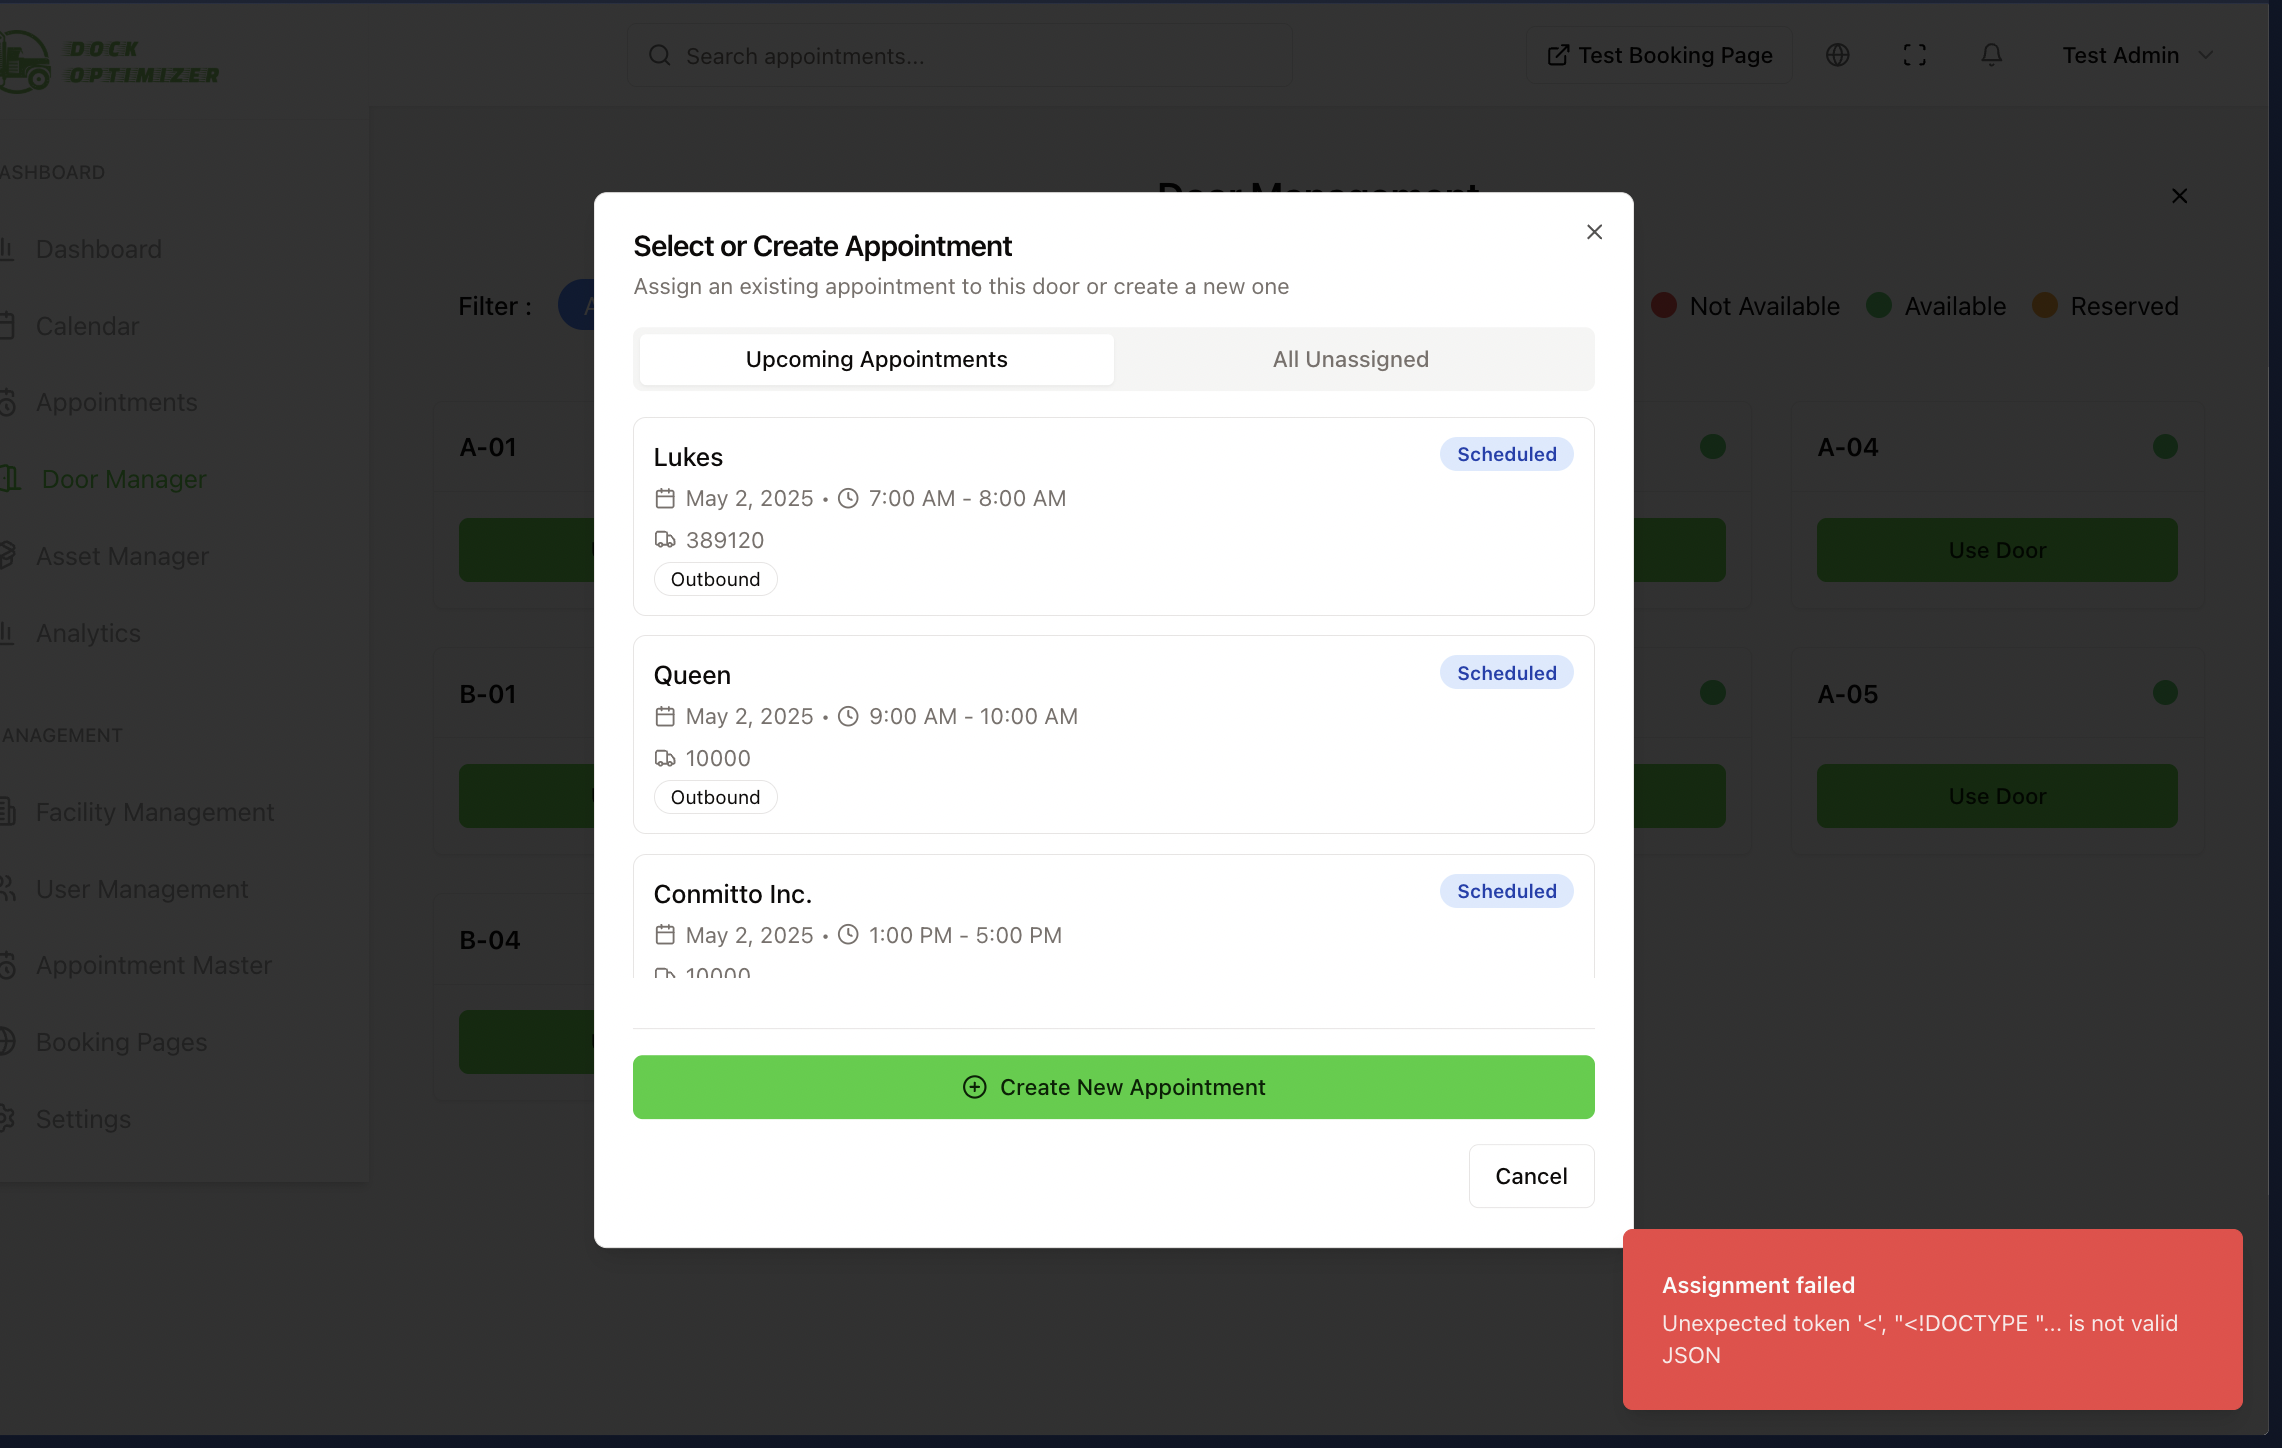 DOCK
OPTIMIZER
Search appointments...
Test Booking Page
Test Admin
ASHBOARD
Dashboard
Calendar
Appointments
Door Manager
Asset Manager
Analytics
ANAGEMENT
Facility Management
User Management
Appointment Master
Booking Pages
Settings
Door Management
Filter :
Not Available
Available
Reserved
A-01
A-04
Use Door
B-01
A-05
Use Door
B-04
Select or Create Appointment
Assign an existing appointment to this door or create a new one
Upcoming Appointments
All Unassigned
Lukes
Scheduled
May 2, 2025 • 7:00 AM - 8:00 AM
389120
Outbound
Queen
Scheduled
May 2, 2025 • 9:00 AM - 10:00 AM
10000
Outbound
Conmitto Inc.
Scheduled
May 2, 2025 • 1:00 PM - 5:00 PM
10000
Create New Appointment
Cancel
Assignment failed
Unexpected token '<', "<!DOCTYPE "... is not valid
JSON